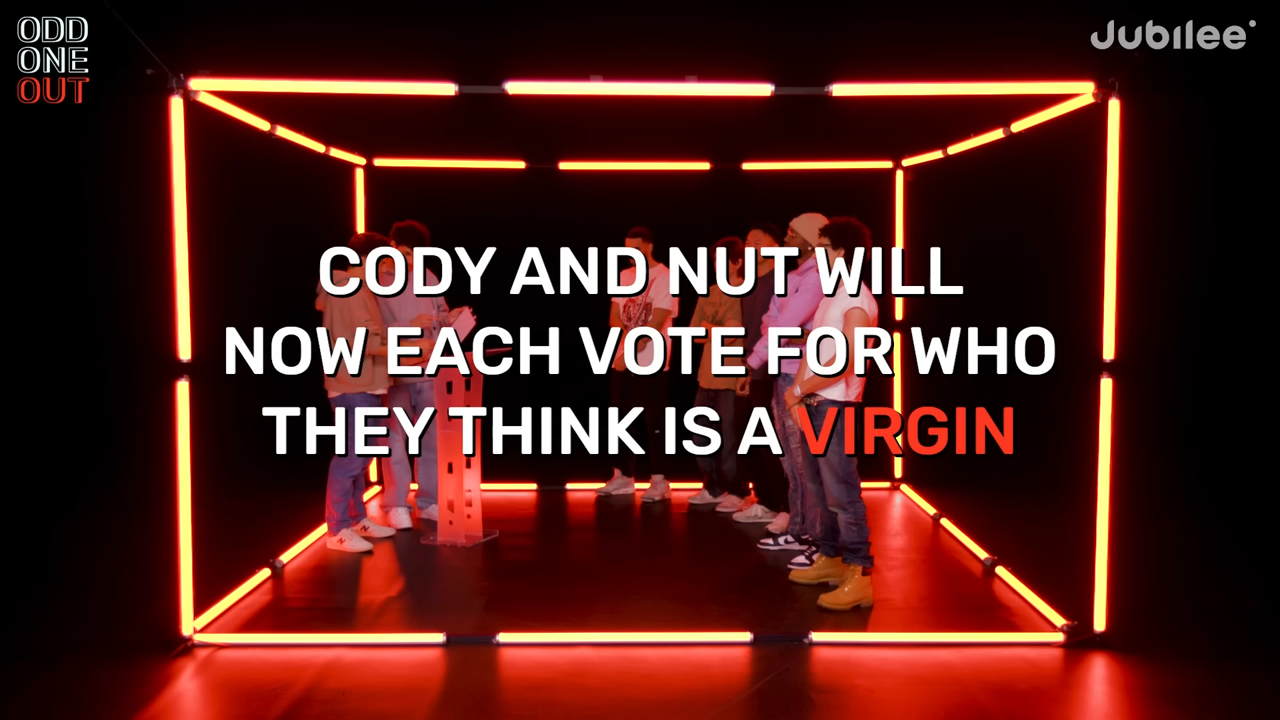 ODD
ONE
OUT
Jubilee
CODY AND NUT WILL
NOW EACH VOTE FOR WHO
THEY THINK IS A VIRGIN